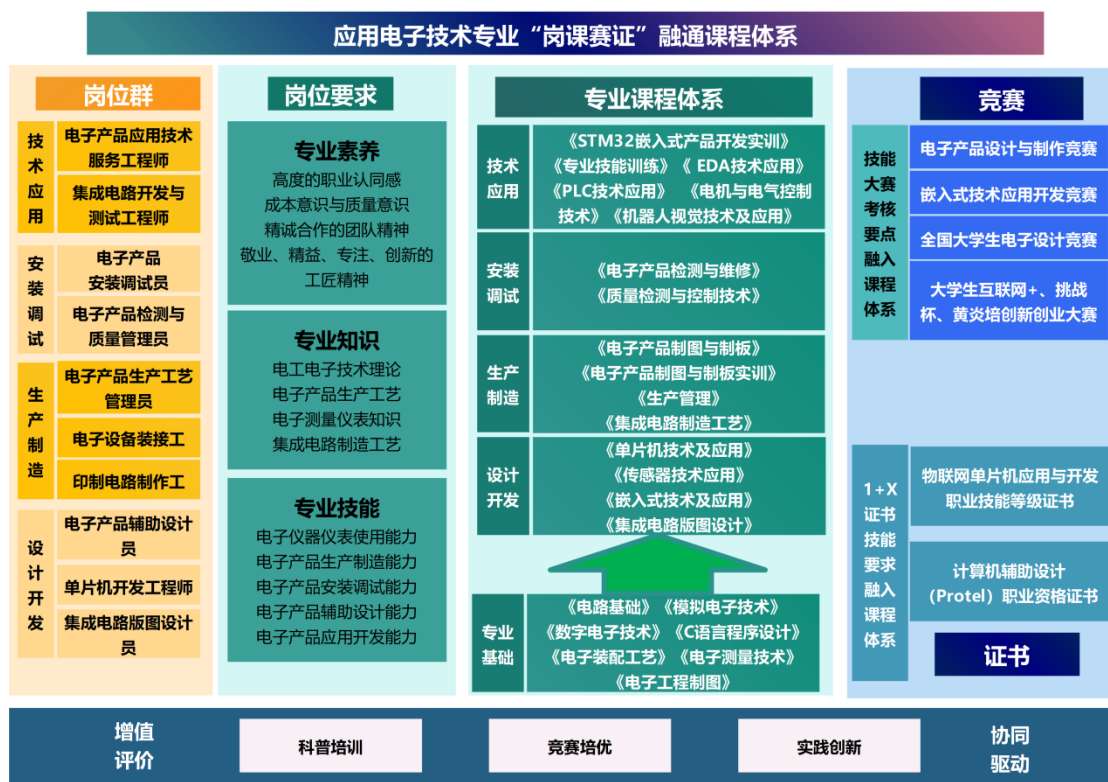 应用电子技术专业“岗课赛证”融通课程体系
岗位群
技术应用
电子产品应用技术
服务工程师
集成电路开发与
测试工程师
安装调试
电子产品
安装调试员
电子产品检测与
质量管理员
生产制造
电子产品生产工艺
管理员
电子设备装接工
印制电路制作工
设计开发
电子产品辅助设计
员
单片机开发工程师
集成电路版图设计
员
岗位要求
专业素养
高度的职业认同感
成本意识与质量意识
精诚合作的团队精神
敬业、精益、专注、创新的
工匠精神
专业知识
电工电子技术理论
电子产品生产工艺
电子测量仪表知识
集成电路制造工艺
专业技能
电子仪器仪表使用能力
电子产品生产制造能力
电子产品安装调试能力
电子产品辅助设计能力
电子产品应用开发能力
专业课程体系
技术
应用
《STM32嵌入式产品开发实训》
《专业技能训练》《 EDA技术应用》
《PLC技术应用》 《电机与电气控制
技术》《机器人视觉技术及应用》
安装
调试
《电子产品检测与维修》
《质量检测与控制技术》
生产
制造
《电子产品制图与制板》
《电子产品制图与制板实训》
《生产管理》
《集成电路制造工艺》
设计
开发
《单片机技术及应用》
《传感器技术应用》
《嵌入式技术及应用》
《集成电路版图设计》
专业
基础
《电路基础》《模拟电子技术》
《数字电子技术》《C语言程序设计》
《电子装配工艺》《电子测量技术》
《电子工程制图》
竞赛
技能
大赛
考核
要点
融入
课程
体系
电子产品设计与制作竞赛
嵌入式技术应用开发竞赛
全国大学生电子设计竞赛
大学生互联网+、挑战
杯、黄炎培创新创业大赛
1+X
证书
技能
要求
融入
课程
体系
物联网单片机应用与开发
职业技能等级证书
计算机辅助设计
（Protel）职业资格证书
证书
增值
评价
科普培训
竞赛培优
实践创新
协同
驱动